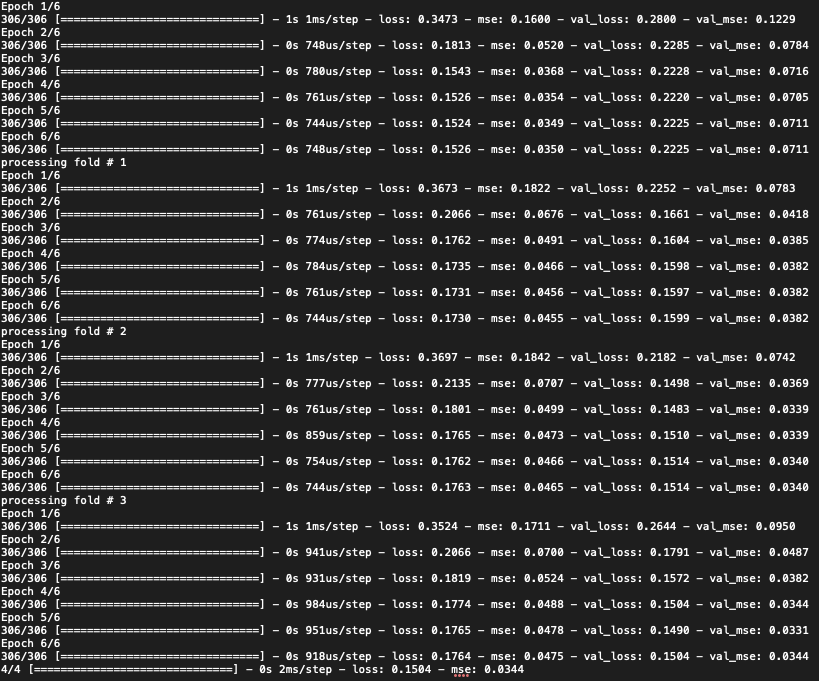 Epoch 1/6
306/306 [==============================] - 1s 1ms/step - loss: 0.3473 - mse: 0.1600 - val_loss: 0.2800 - val_mse: 0.1229
Epoch 2/6
306/306 [==============================] - 0s 748us/step - loss: 0.1813 - mse: 0.0520 - val_loss: 0.2285 - val_mse: 0.0784
Epoch 3/6
306/306 [==============================] - 0s 780us/step - loss: 0.1543 - mse: 0.0368 - val_loss: 0.2228 - val_mse: 0.0716
Epoch 4/6
306/306 [==============================] - 0s 761us/step - loss: 0.1526 - mse: 0.0354 - val_loss: 0.2220 - val_mse: 0.0705
Epoch 5/6
306/306 [==============================] - 0s 744us/step - loss: 0.1524 - mse: 0.0349 - val_loss: 0.2225 - val_mse: 0.0711
Epoch 6/6
306/306 [==============================] - 0s 748us/step - loss: 0.1526 - mse: 0.0350 - val_loss: 0.2225 - val_mse: 0.0711
processing fold # 1
Epoch 1/6
306/306 [==============================] - 1s 1ms/step - loss: 0.3673 - mse: 0.1822 - val_loss: 0.2252 - val_mse: 0.0783
Epoch 2/6
306/306 [==============================] - 0s 761us/step - loss: 0.2066 - mse: 0.0676 - val_loss: 0.1661 - val_mse: 0.0418
Epoch 3/6
306/306 [==============================] - 0s 774us/step - loss: 0.1762 - mse: 0.0491 - val_loss: 0.1604 - val_mse: 0.0385
Epoch 4/6
306/306 [==============================] - 0s 784us/step - loss: 0.1735 - mse: 0.0466 - val_loss: 0.1598 - val_mse: 0.0382
Epoch 5/6
306/306 [==============================] - 0s 761us/step - loss: 0.1731 - mse: 0.0456 - val_loss: 0.1597 - val_mse: 0.0382
Epoch 6/6
306/306 [==============================] - 0s 744us/step - loss: 0.1730 - mse: 0.0455 - val_loss: 0.1599 - val_mse: 0.0382
processing fold # 2
Epoch 1/6
306/306 [==============================] - 1s 1ms/step - loss: 0.3697 - mse: 0.1842 - val_loss: 0.2182 - val_mse: 0.0742
Epoch 2/6
306/306 [==============================] - 0s 777us/step - loss: 0.2135 - mse: 0.0707 - val_loss: 0.1498 - val_mse: 0.0369
Epoch 3/6
306/306 [==============================] - 0s 761us/step - loss: 0.1801 - mse: 0.0499 - val_loss: 0.1483 - val_mse: 0.0339
Epoch 4/6
306/306 [==============================] - 0s 859us/step - loss: 0.1765 - mse: 0.0473 - val_loss: 0.1510 - val_mse: 0.0339
Epoch 5/6
306/306 [==============================] - 0s 754us/step - loss: 0.1762 - mse: 0.0466 - val_loss: 0.1514 - val_mse: 0.0340
Epoch 6/6
306/306 [==============================] - 0s 744us/step - loss: 0.1763 - mse: 0.0465 - val_loss: 0.1514 - val_mse: 0.0340
processing fold # 3
Epoch 1/6
306/306 [==============================] - 1s 1ms/step - loss: 0.3524 - mse: 0.1711 - val_loss: 0.2644 - val_mse: 0.0950
Epoch 2/6
306/306 [==============================] - 0s 941us/step - loss: 0.2066 - mse: 0.0700 - val_loss: 0.1791 - val_mse: 0.0487
Epoch 3/6
306/306 [==============================] - 0s 931us/step - loss: 0.1819 - mse: 0.0524 - val_loss: 0.1572 - val_mse: 0.0382
Epoch 4/6
306/306 [==============================] - 0s 984us/step - loss: 0.1774 - mse: 0.0488 - val_loss: 0.1504 - val_mse: 0.0344
Epoch 5/6
306/306 [==============================] - 0s 951us/step - loss: 0.1765 - mse: 0.0478 - val_loss: 0.1490 - val_mse: 0.0331
Epoch 6/6
306/306 [==============================] - 0s 918us/step - loss: 0.1764 - mse: 0.0475 - val_loss: 0.1504 - val_mse: 0.0344
4/4 [==============================] - 0s 2ms/step - loss: 0.1504 - mse: 0.0344